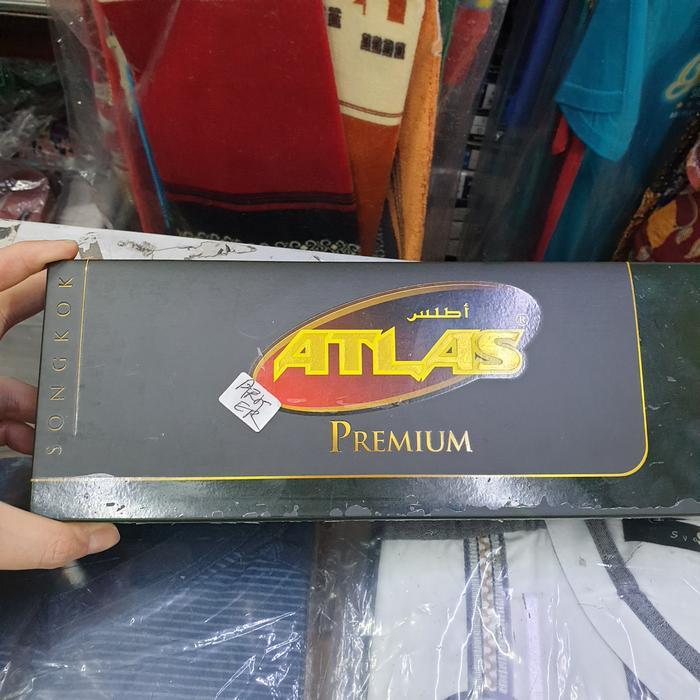 SONGKOK
أطلس
ATLAS®
PREMIUM